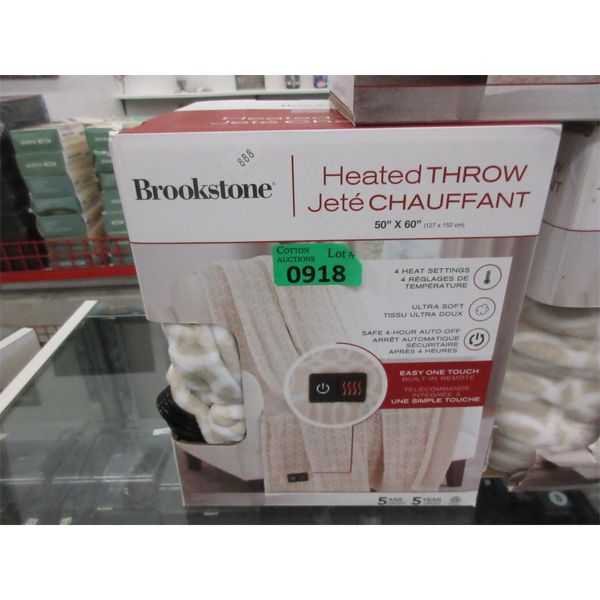 Heated
Jeté
888
Brookstone
Heated THROW
Jeté CHAUFFANT
50" X 60" (127 x 152 cm)
COTTON
AUCTIONS
Lot #
0918
4 HEAT SETTINGS
4 RÉGLAGES DE
TEMPÉRATURE
ULTRA SOFT
TISSU ULTRA DOUX
SAFE 4-HOUR AUTO-OFF
ARRÊT AUTOMATIQUE
SÉCURITAIRE
APRÈS 4 HEURES
EASY ONE TOUCH
BUILT-IN REMOTE
TÉLÉCOMMANDE
INTÉGRÉE À
UNE SIMPLE TOUCHE
5 ANS
5 YEAR